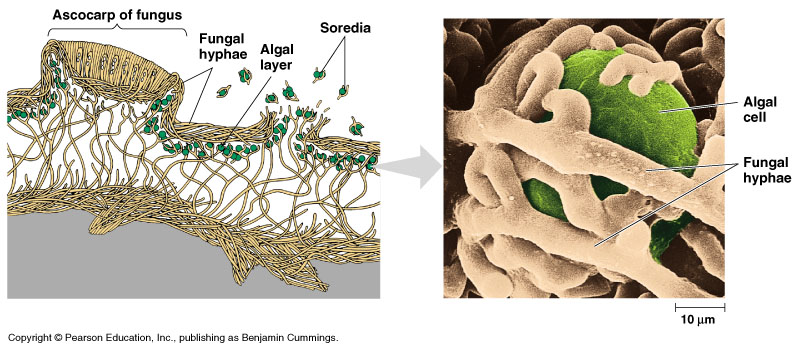 Ascocarp of fungus
Fungal
hyphae
Algal
layer
Soredia
Algal
cell
Fungal
hyphae
10 µm
Copyright © Pearson Education, Inc., publishing as Benjamin Cummings.